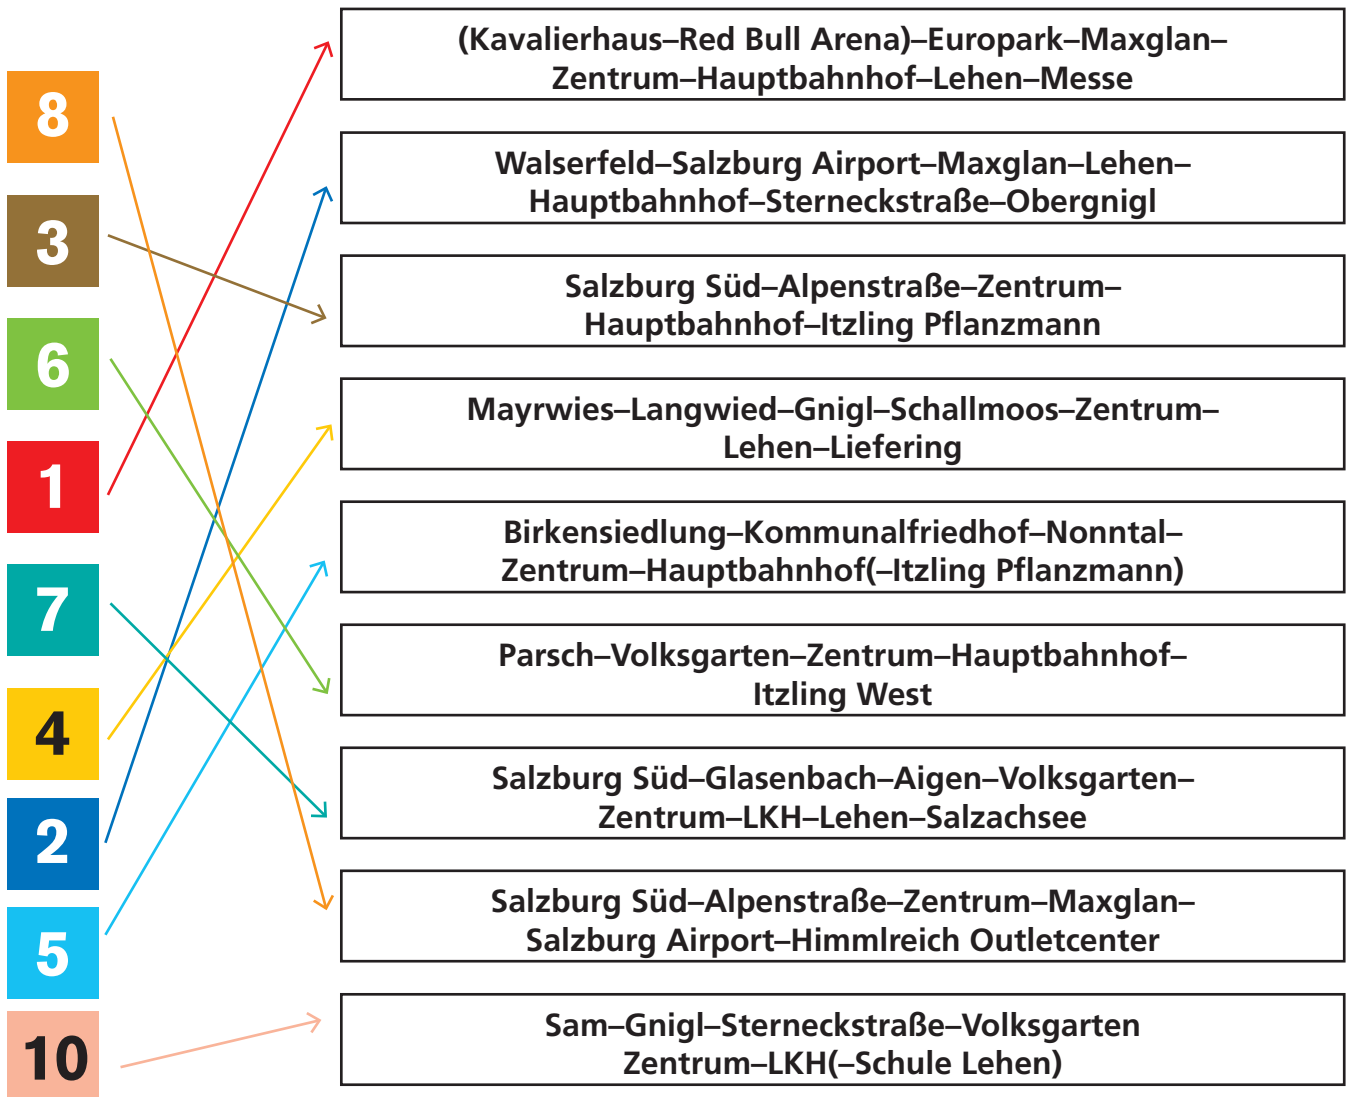 8
3
6
1
7
4
2
5
10
(Kavalierhaus–Red Bull Arena)–Europark–Maxglan–
Zentrum–Hauptbahnhof–Lehen–Messe
Walserfeld–Salzburg Airport–Maxglan–Lehen–
Hauptbahnhof–Sterneckstraße–Obergnigl
Salzburg Süd–Alpenstraße–Zentrum–
Hauptbahnhof–Itzling Pflanzmann
Mayrwies–Langwied–Gnigl–Schallmoos–Zentrum–
Lehen–Liefering
Birkensiedlung–Kommunalfriedhof–Nonntal–
Zentrum–Hauptbahnhof(–Itzling Pflanzmann)
Parsch–Volksgarten–Zentrum–Hauptbahnhof–
Itzling West
Salzburg Süd–Glasenbach–Aigen–Volksgarten–
Zentrum–LKH–Lehen–Salzachsee
Salzburg Süd–Alpenstraße–Zentrum–Maxglan–
Salzburg Airport–Himmlreich Outletcenter
Sam–Gnigl–Sterneckstraße–Volksgarten
Zentrum–LKH(–Schule Lehen)